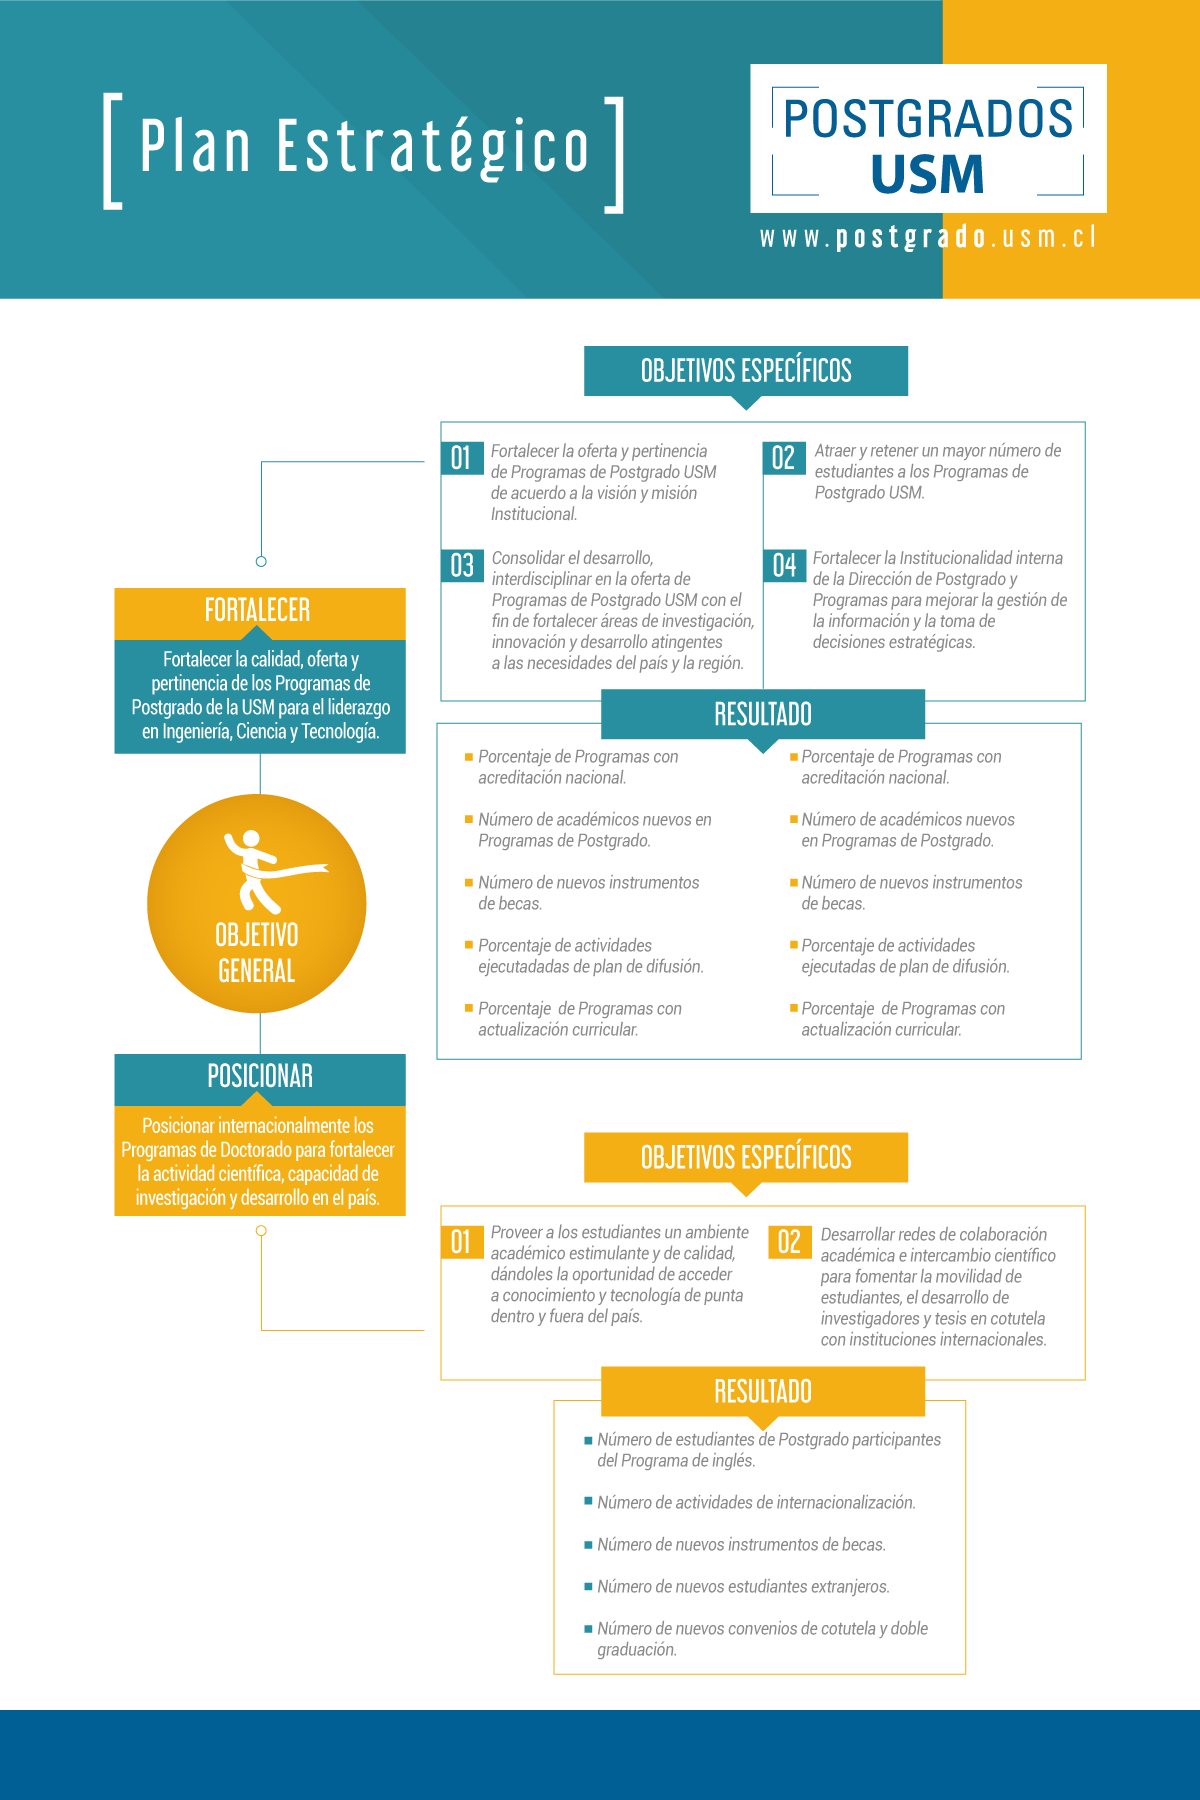 [ Plan Estratégico ]
POSTGRADOS
USM
www.postgrado.usm.cl
OBJETIVOS ESPECÍFICOS
01
Fortalecer la oferta y pertinencia
de Programas de Postgrado USM
de acuerdo a la visión y misión
Institucional.
02
Atraer y retener un mayor número de
estudiantes a los Programas de
Postgrado USM.
03
Consolidar el desarrollo,
interdisciplinar en la oferta de
Programas de Postgrado USM con el
fin de fortalecer áreas de investigación,
innovación y desarrollo atingentes
a las necesidades del país y la región.
04
Fortalecer la Institucionalidad interna
de la Dirección de Postgrado y
Programas para mejorar la gestión de
la información y la toma de
decisiones estratégicas.
FORTALECER
Fortalecer la calidad, oferta y
pertinencia de los Programas de
Postgrado de la USM para el liderazgo
en Ingeniería, Ciencia y Tecnología.
RESULTADO
Porcentaje de Programas con
acreditación nacional.
Número de académicos nuevos en
Programas de Postgrado.
Número de nuevos instrumentos
de becas.
Porcentaje de actividades
ejecutadadas de plan de difusión.
Porcentaje de Programas con
actualización curricular.
Porcentaje de Programas con
acreditación nacional.
Número de académicos nuevos
en Programas de Postgrado.
Número de nuevos instrumentos
de becas.
Porcentaje de actividades
ejecutadas de plan de difusión.
Porcentaje de Programas con
actualización curricular.
OBJETIVO
GENERAL
POSICIONAR
Posicionar internacionalmente los
Programas de Doctorado para fortalecer
la actividad científica, capacidad de
investigación y desarrollo en el país.
OBJETIVOS ESPECÍFICOS
01
Proveer a los estudiantes un ambiente
académico estimulante y de calidad,
dándoles la oportunidad de acceder
a conocimiento y tecnología de punta
dentro y fuera del país.
02
Desarrollar redes de colaboración
académica e intercambio científico
para fomentar la movilidad de
estudiantes, el desarrollo de
investigadores y tesis en cotutela
con instituciones internacionales.
RESULTADO
Número de estudiantes de Postgrado participantes
del Programa de inglés.
Número de actividades de internacionalización.
Número de nuevos instrumentos de becas.
Número de nuevos estudiantes extranjeros.
Número de nuevos convenios de cotutela y doble
graduación.